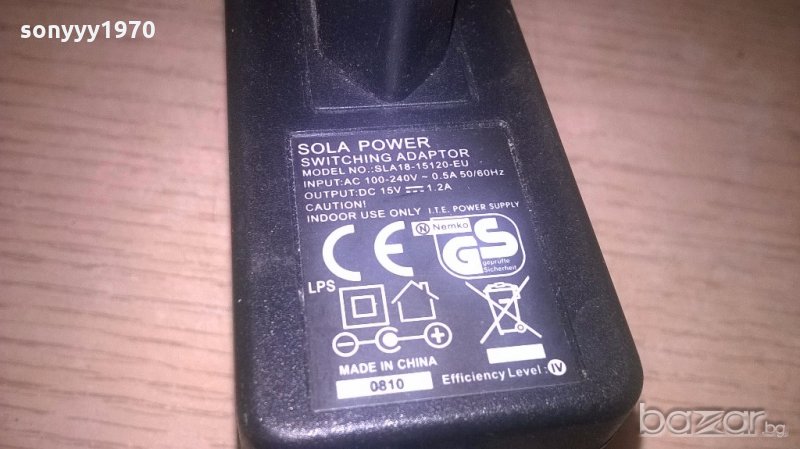 sonyyy1970
SOLA POWER
SWITCHING ADAPTOR
MODEL NO.:SLA18-15120-EU
INPUT:AC 100-240V ~ 0.5A 50/60Hz
OUTPUT:DC 15V ⎓ 1.2A
CAUTION!
INDOOR USE ONLY I.T.E. POWER SUPPLY
N Nemko
CE GS
geprüfte
Sicherheit
LPS
MADE IN CHINA
0810 Efficiency Level : IV
bazar.bg